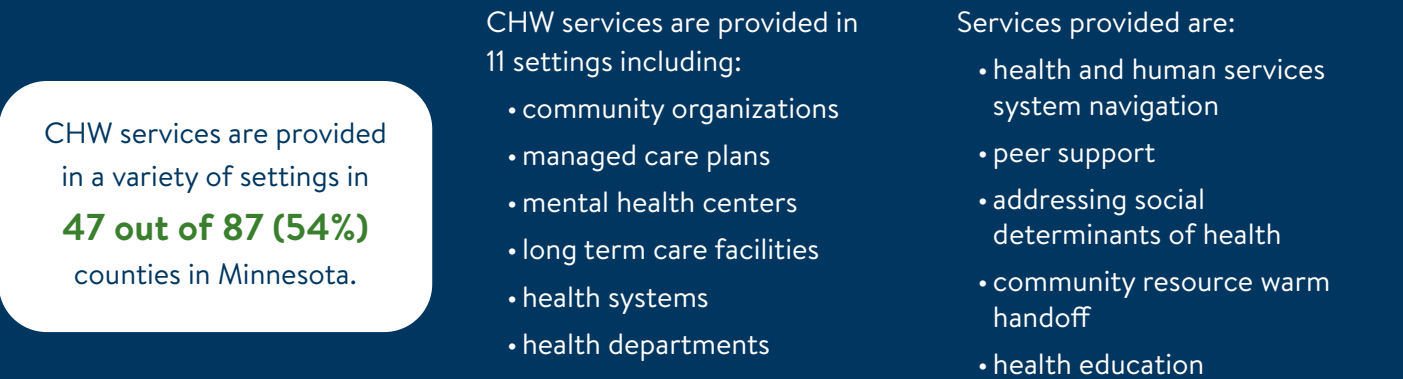 CHW services are provided
in a variety of settings in
47 out of 87 (54%)
counties in Minnesota.
CHW services are provided in
11 settings including:
• community organizations
• managed care plans
• mental health centers
• long term care facilities
• health systems
• health departments
Services provided are:
• health and human services
system navigation
• peer support
• addressing social
determinants of health
• community resource warm
handoff
• health education